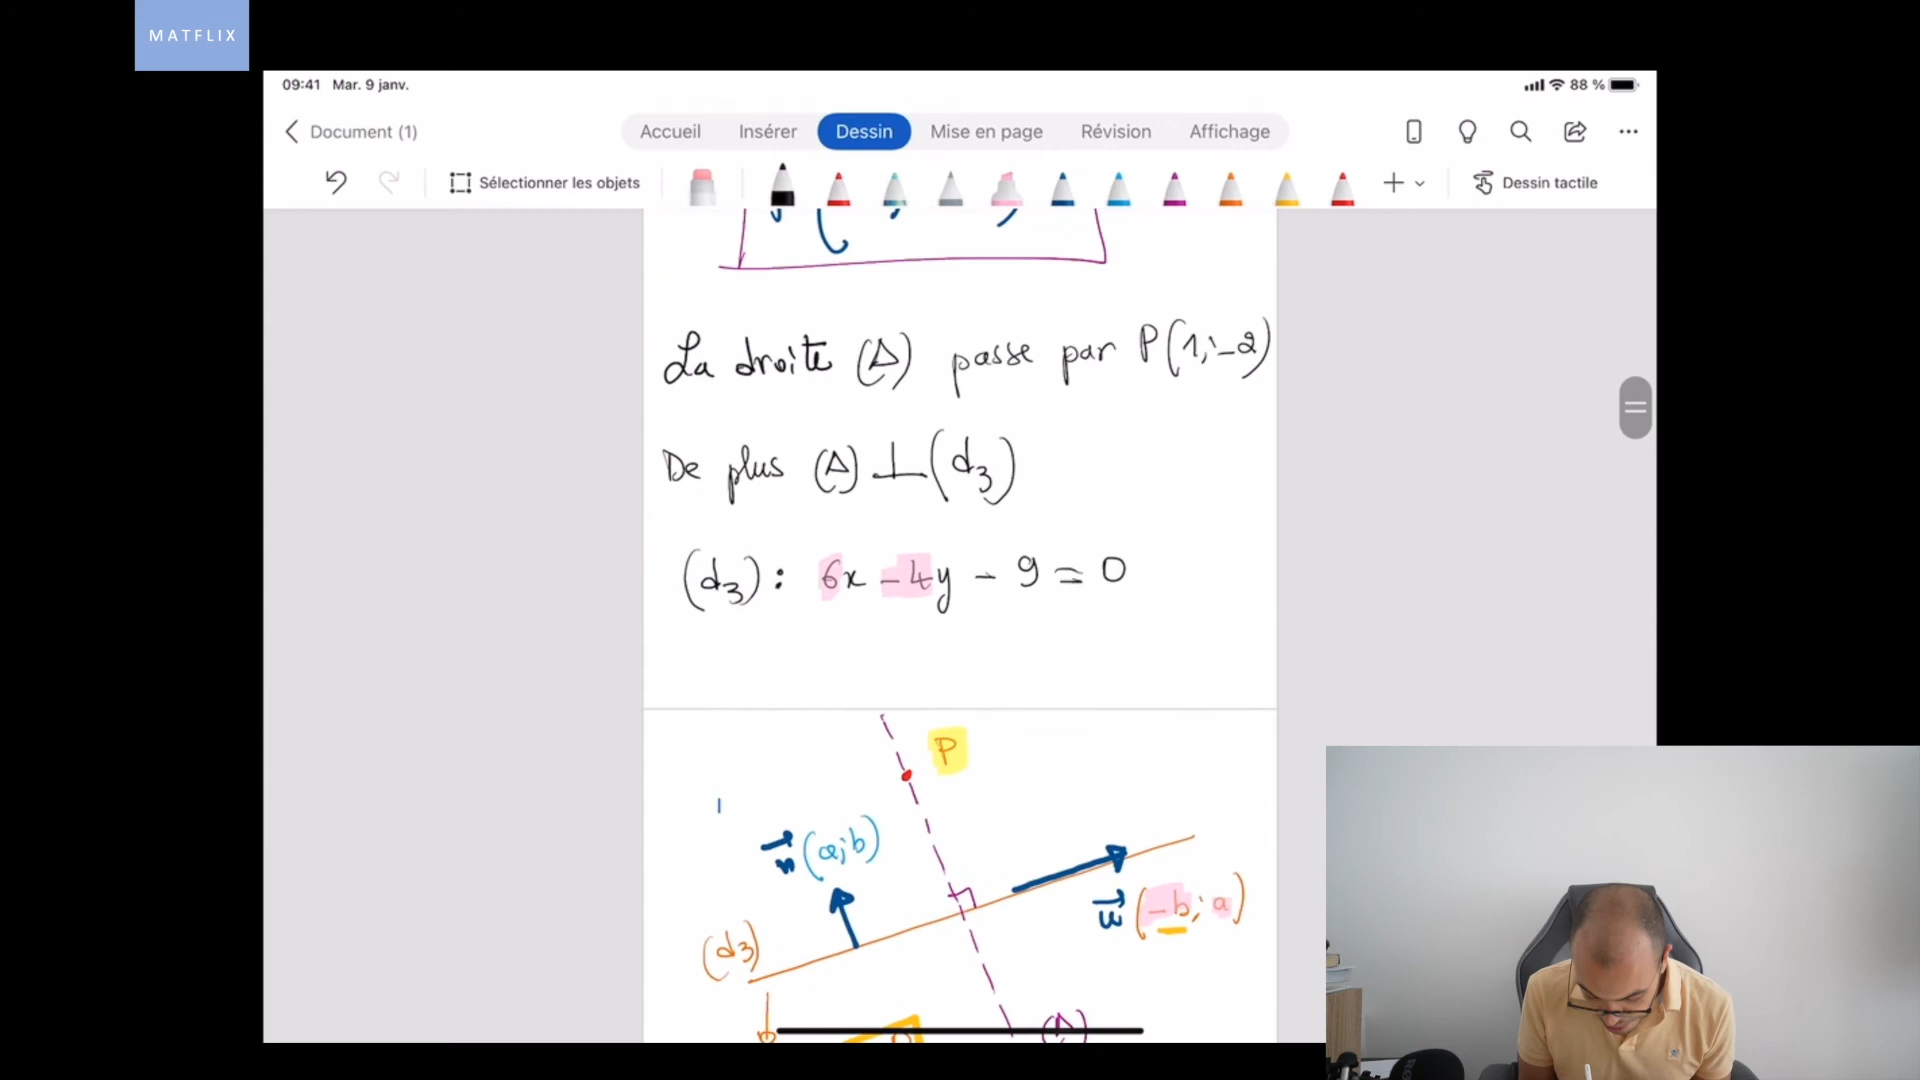 MATFLIX
09:41 Mar. 9 janv.
88 %
Document (1)
Accueil Insérer Dessin Mise en page Révision Affichage
Sélectionner les objets
Dessin tactile
La droite (Δ) passe par P(1;-2)
De plus (Δ) ⊥ (d3)
(d3) : 6x - 4y - 9 = 0
P
n (a;b)
u (-b; a)
(d3)
(Δ)